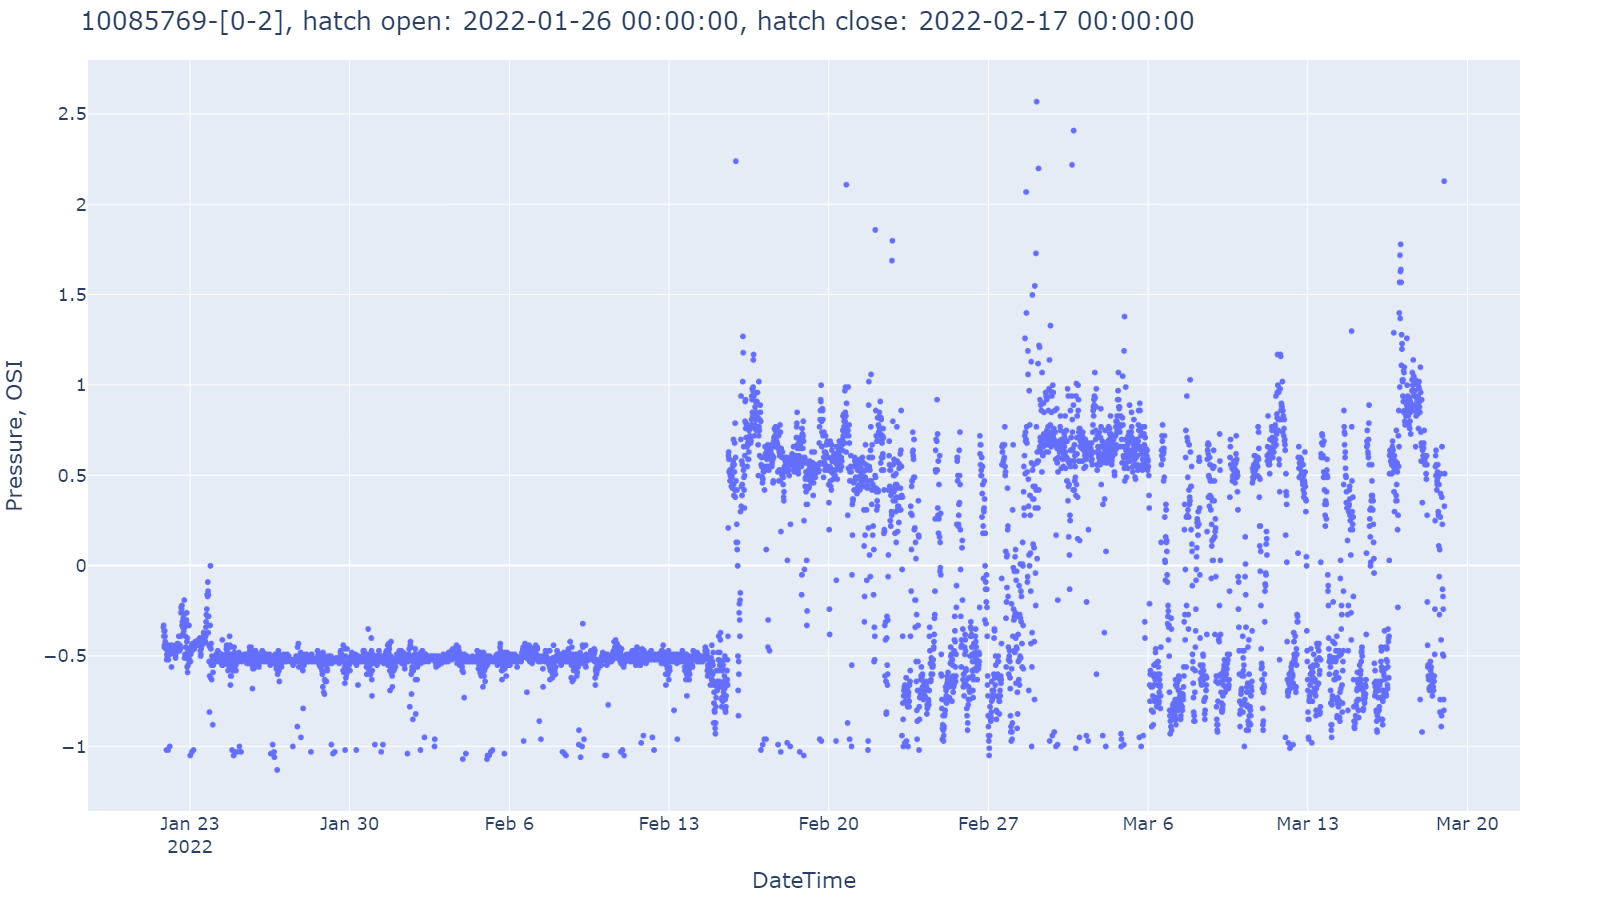 10085769-[0-2], hatch open: 2022-01-26 00:00:00, hatch close: 2022-02-17 00:00:00
2.5
2
1.5
1
0.5
0
−0.5
−1
Pressure, OSI
Jan 23
2022
Jan 30
Feb 6
Feb 13
Feb 20
Feb 27
Mar 6
Mar 13
Mar 20
DateTime